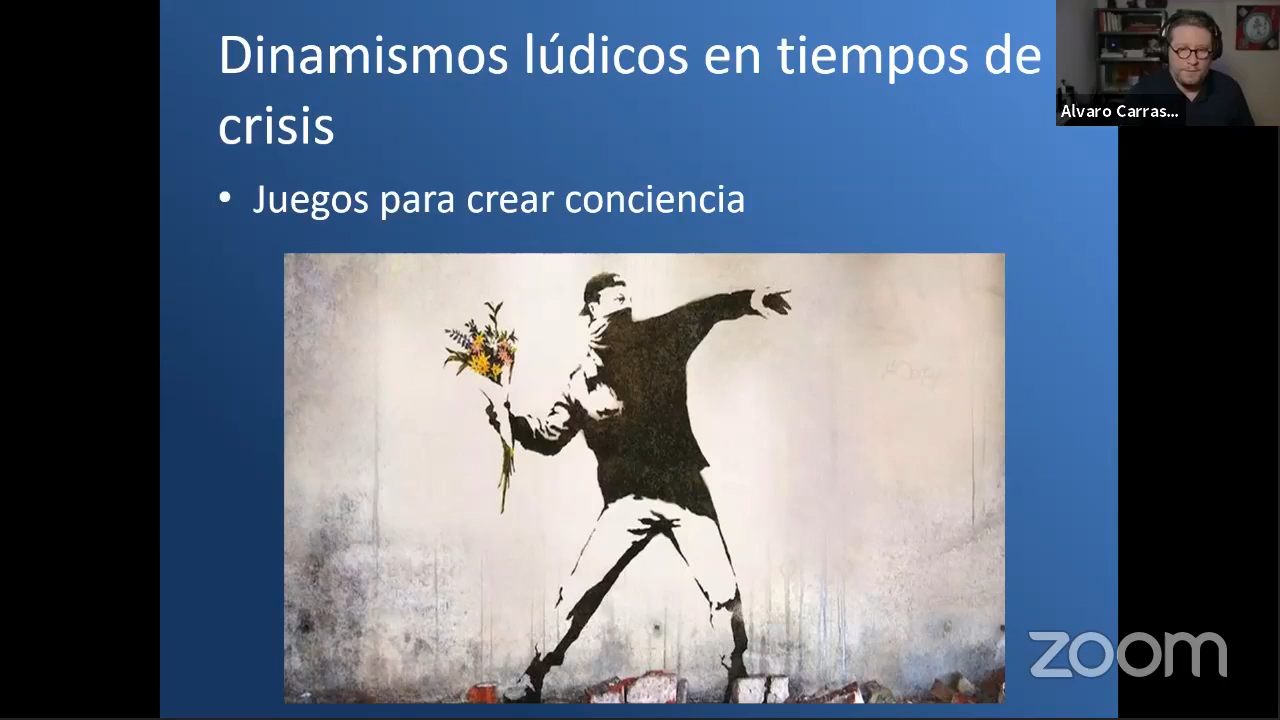 Dinamismos lúdicos en tiempos de
crisis
• Juegos para crear conciencia
Alvaro Carras...
zoom